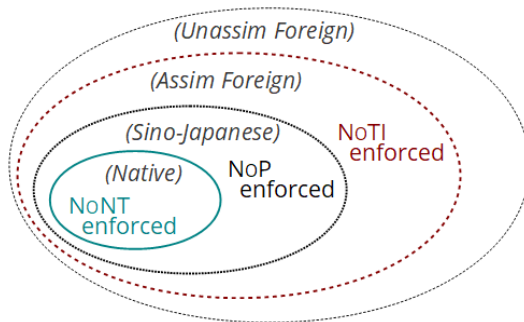 (Unassim Foreign)
(Assim Foreign)
(Sino-Japanese)
(Native)
NoNT
enforced
NoP
enforced
NoTI
enforced